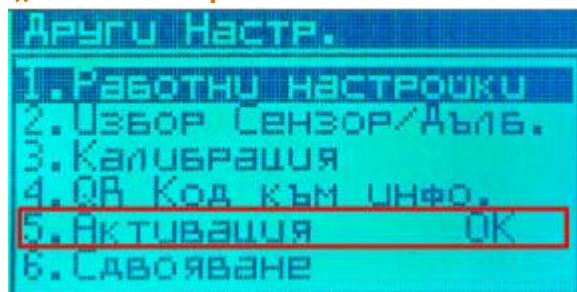 Други Настр.
1.Работни настройки
2.Избор Сензор/Дълб.
3.Калибрация
4.QR Код към инфо.
5.Активация OK
6.Сдвояване